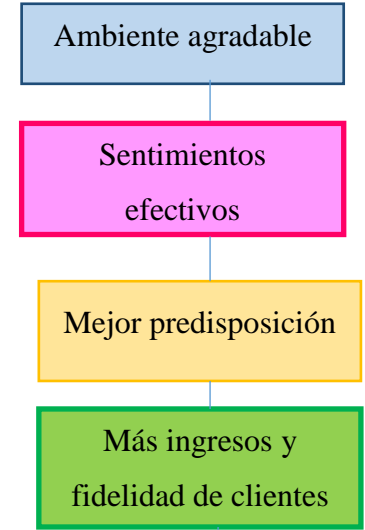 Ambiente agradable
Sentimientos
efectivos
Mejor predisposición
Más ingresos y
fidelidad de clientes